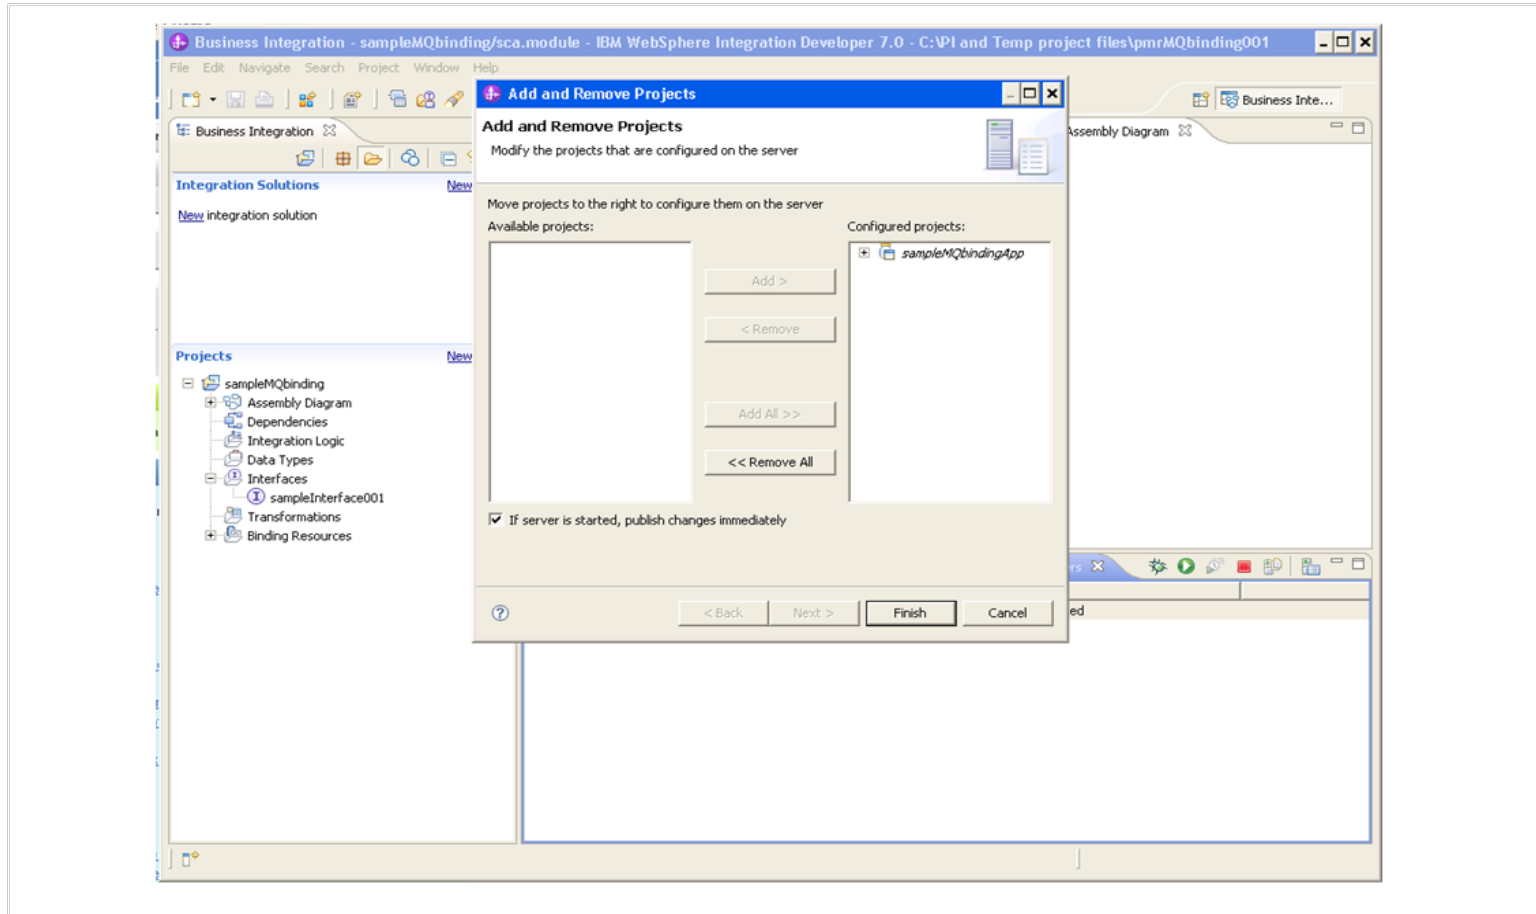 Business Integration - sampleMQbinding/sca.module - IBM WebSphere Integration Developer 7.0 - C:\PI and Temp project files\pmrMQbinding001
File Edit Navigate Search Project Window Help
Business Inte...
Business Integration
Assembly Diagram
Integration Solutions New
New integration solution
Projects New
sampleMQbinding
Assembly Diagram
Dependencies
Integration Logic
Data Types
Interfaces
sampleInterface001
Transformations
Binding Resources
Add and Remove Projects
Add and Remove Projects
Modify the projects that are configured on the server
Move projects to the right to configure them on the server
Available projects: Configured projects:
sampleMQbindingApp
Add >
< Remove
Add All >>
<< Remove All
If server is started, publish changes immediately
< Back Next > Finish Cancel
ed